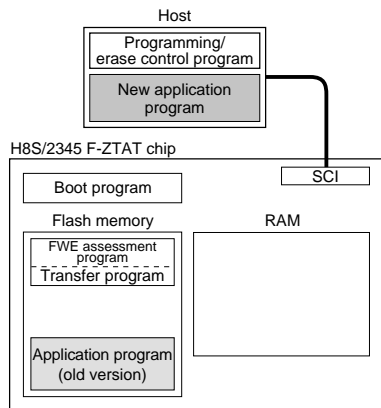 Host
Programming/
erase control program
New application
program
H8S/2345 F-ZTAT chip
SCI
Boot program
Flash memory
RAM
FWE assessment
program
Transfer program
Application program
(old version)